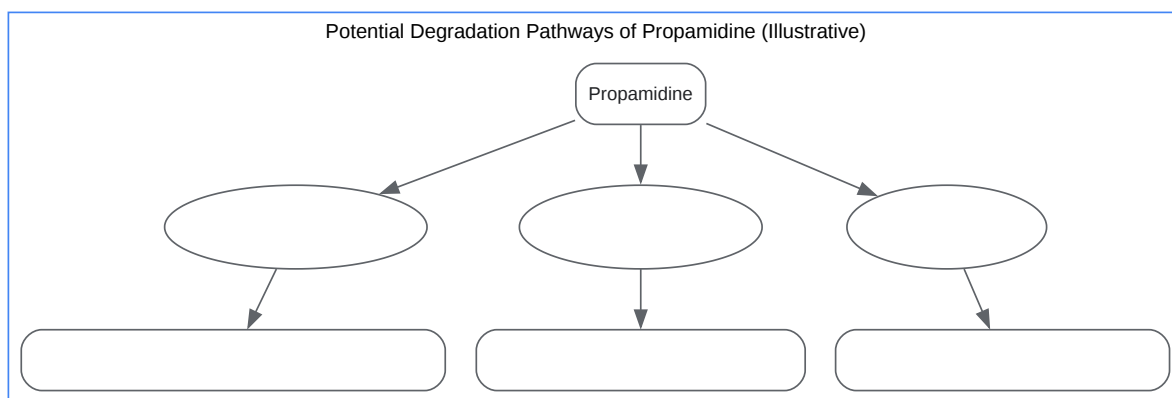 Potential Degradation Pathways of Propamidine (Illustrative)
Propamidine